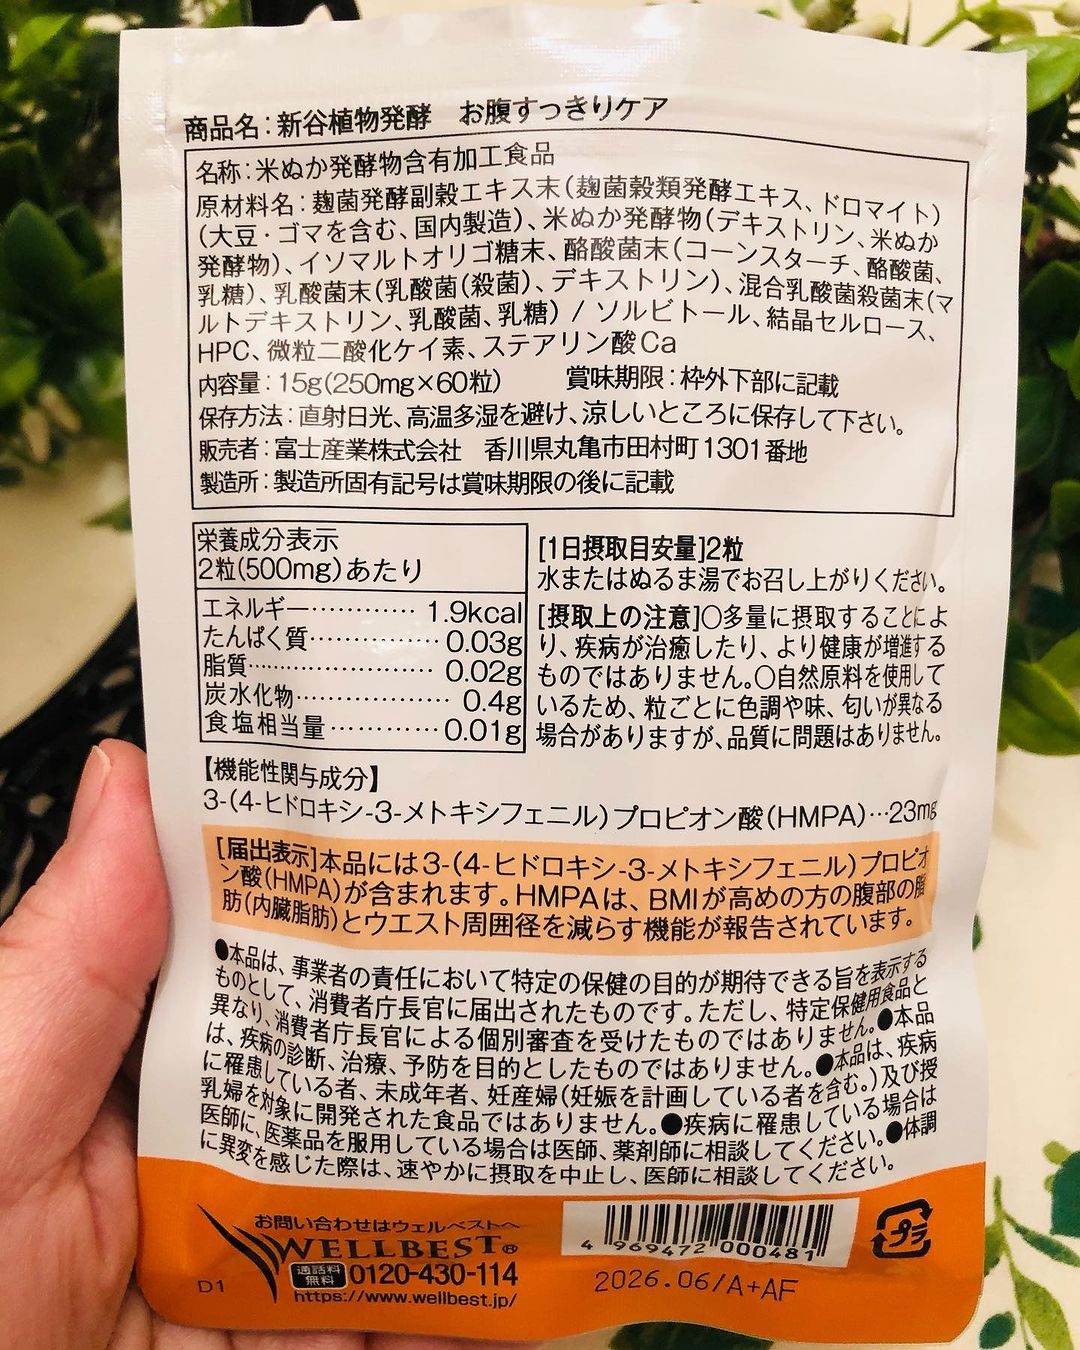 商品名：新谷植物発酵　お腹すっきりケア
名称：米ぬか発酵物含有加工食品
原材料名：麹菌発酵副穀エキス末（麹菌穀類発酵エキス、ドロマイト）
（大豆・ゴマを含む、国内製造）、米ぬか発酵物（デキストリン、米ぬか
発酵物）、イソマルトオリゴ糖末、酪酸菌末（コーンスターチ、酪酸菌、
乳糖）、乳酸菌末（乳酸菌（殺菌）、デキストリン）、混合乳酸菌殺菌末（マ
ルトデキストリン、乳酸菌、乳糖）/ ソルビトール、結晶セルロース、
HPC、微粒二酸化ケイ素、ステアリン酸Ca
内容量：15g（250mg×60粒）　賞味期限：枠外下部に記載
保存方法：直射日光、高温多湿を避け、涼しいところに保存して下さい。
販売者：富士産業株式会社　香川県丸亀市田村町1301番地
製造所：製造所固有記号は賞味期限の後に記載
栄養成分表示
2粒（500mg）あたり
エネルギー………… 1.9kcal
たんぱく質………… 0.03g
脂質………………… 0.02g
炭水化物…………… 0.4g
食塩相当量………… 0.01g
[1日摂取目安量]2粒
水またはぬるま湯でお召し上がりください。
[摂取上の注意]〇多量に摂取することによ
り、疾病が治癒したり、より健康が増進する
ものではありません。〇自然原料を使用して
いるため、粒ごとに色調や味、匂いが異なる
場合がありますが、品質に問題はありません。
【機能性関与成分】
3-(4-ヒドロキシ-3-メトキシフェニル)プロピオン酸（HMPA）…23mg
[届出表示]本品には3-(4-ヒドロキシ-3-メトキシフェニル)プロピオ
ン酸（HMPA）が含まれます。HMPAは、BMIが高めの方の腹部の脂
肪（内臓脂肪）とウエスト周囲径を減らす機能が報告されています。
●本品は、事業者の責任において特定の保健の目的が期待できる旨を表示する
ものとして、消費者庁長官に届出されたものです。ただし、特定保健用食品と
異なり、消費者庁長官による個別審査を受けたものではありません。●本品
は、疾病の診断、治療、予防を目的としたものではありません。●本品は、疾病
に罹患している者、未成年者、妊産婦（妊娠を計画している者を含む。）及び授
乳婦を対象に開発された食品ではありません。●疾病に罹患している場合は
医師に、医薬品を服用している場合は医師、薬剤師に相談してください。●体調
に異変を感じた際は、速やかに摂取を中止し、医師に相談してください。
お問い合わせはウェルベストへ
WELLBEST®
通話料無料 0120-430-114
https://www.wellbest.jp/
D1
4 969472 000481
プラ
2026.06/A+AF